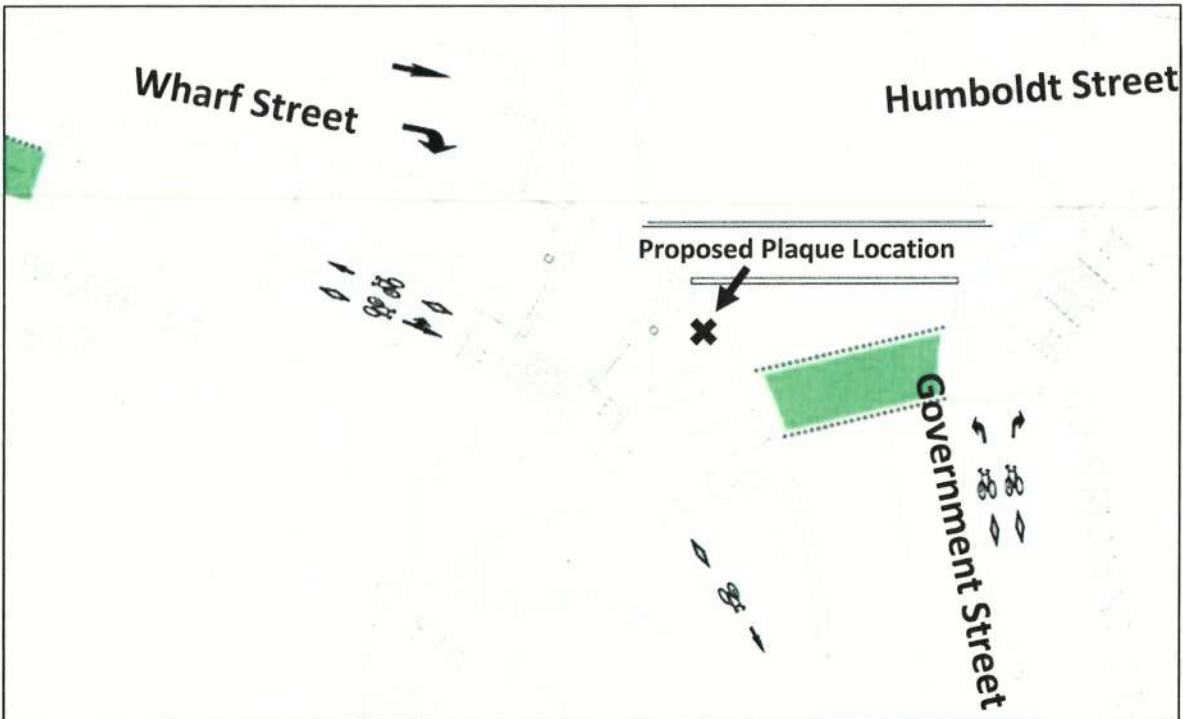 Wharf Street
Humboldt Street
Proposed Plaque Location
Government Street